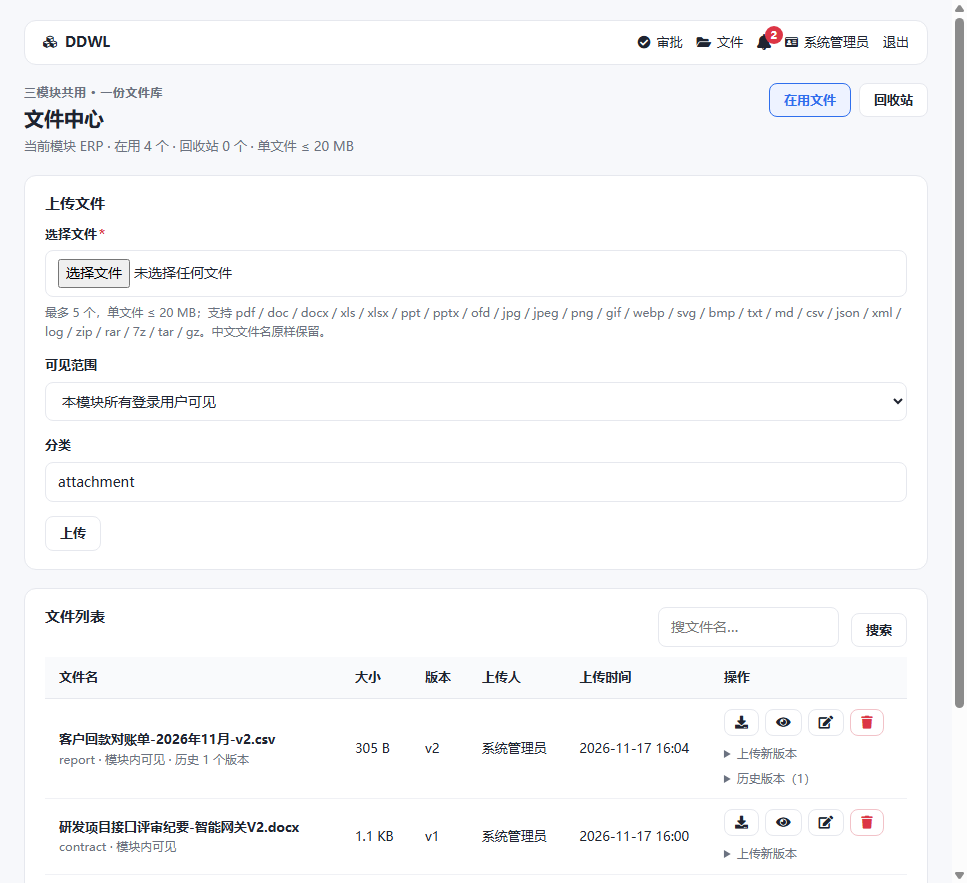 DDWL
审批 文件 2 系统管理员 退出
三模块共用 • 一份文件库
文件中心
当前模块 ERP · 在用 4 个 · 回收站 0 个 · 单文件 ≤ 20 MB
在用文件 回收站
上传文件
选择文件*
选择文件 未选择任何文件
最多 5 个，单文件 ≤ 20 MB；支持 pdf / doc / docx / xls / xlsx / ppt / pptx / ofd / jpg / jpeg / png / gif / webp / svg / bmp / txt / md / csv / json / xml /
log / zip / rar / 7z / tar / gz。中文文件名原样保留。
可见范围
本模块所有登录用户可见
分类
attachment
上传
文件列表
搜文件名... 搜索
文件名 大小 版本 上传人 上传时间 操作
客户回款对账单-2026年11月-v2.csv 305 B v2 系统管理员 2026-11-17 16:04
report · 模块内可见 · 历史 1 个版本
上传新版本
历史版本（1）
研发项目接口评审纪要-智能网关V2.docx 1.1 KB v1 系统管理员 2026-11-17 16:00
contract · 模块内可见
上传新版本